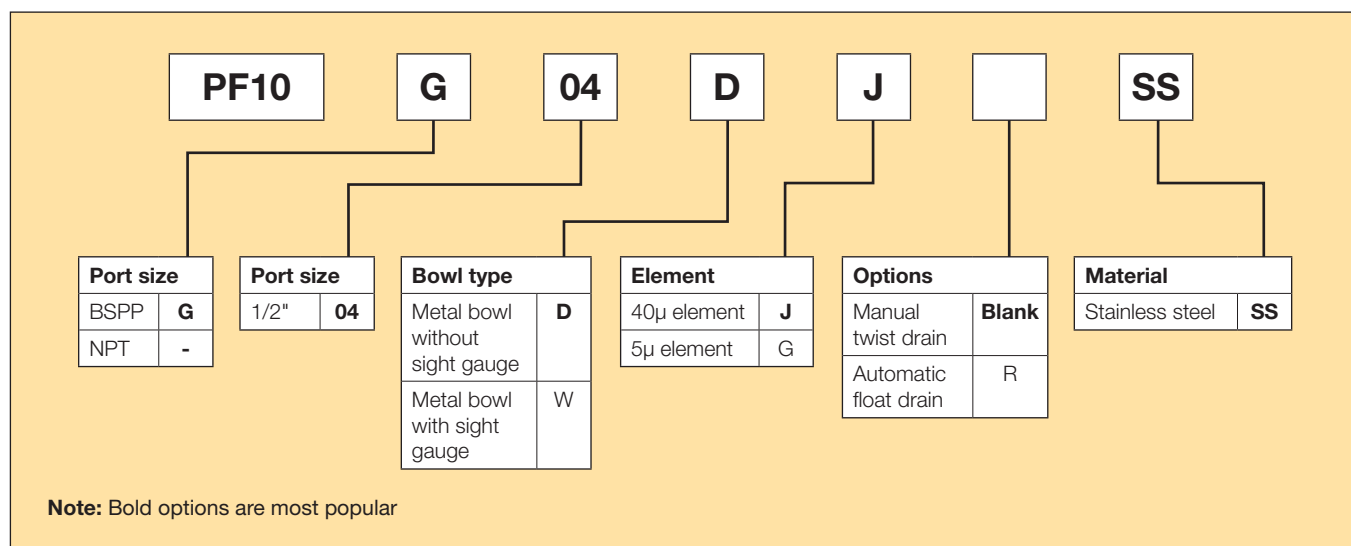 PF10 G 04 D J SS
Port size
BSPP G
NPT -
Port size
1/2" 04
Bowl type
Metal bowl D
without
sight gauge
Metal bowl W
with sight
gauge
Element
40µ element J
5µ element G
Options
Manual Blank
twist drain
Automatic R
float drain
Material
Stainless steel SS
Note: Bold options are most popular